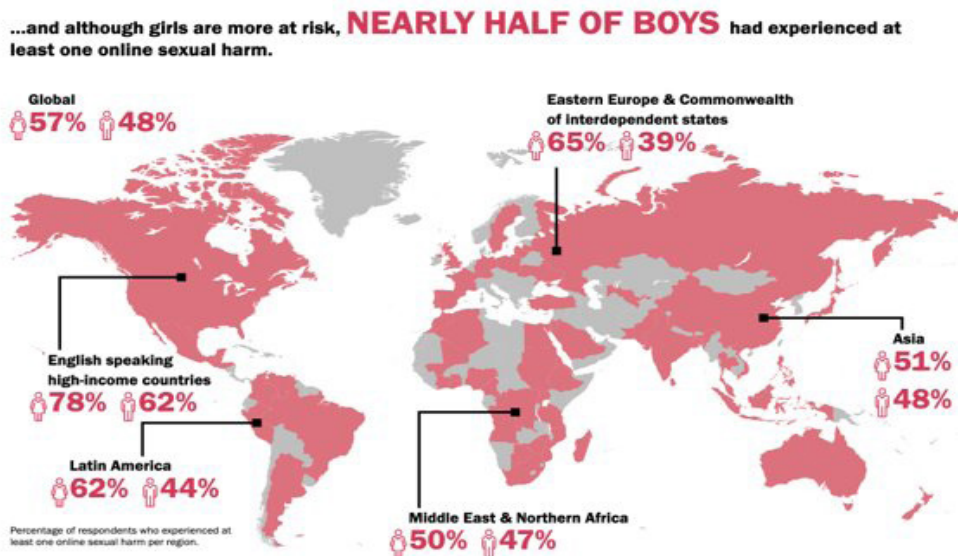 ...and although girls are more at risk, NEARLY HALF OF BOYS had experienced at
least one online sexual harm.
Global
57% 48%
Eastern Europe & Commonwealth
of interdependent states
65% 39%
English speaking
high-income countries
78% 62%
Asia
51%
48%
Latin America
62% 44%
Middle East & Northern Africa
50% 47%
Percentage of respondents who experienced at
least one online sexual harm per region.